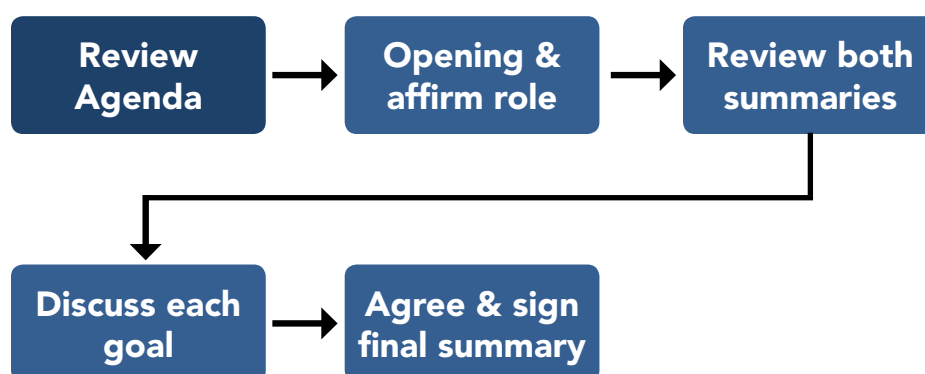 Review
Agenda
Opening &
affirm role
Review both
summaries
Discuss each
goal
Agree & sign
final summary